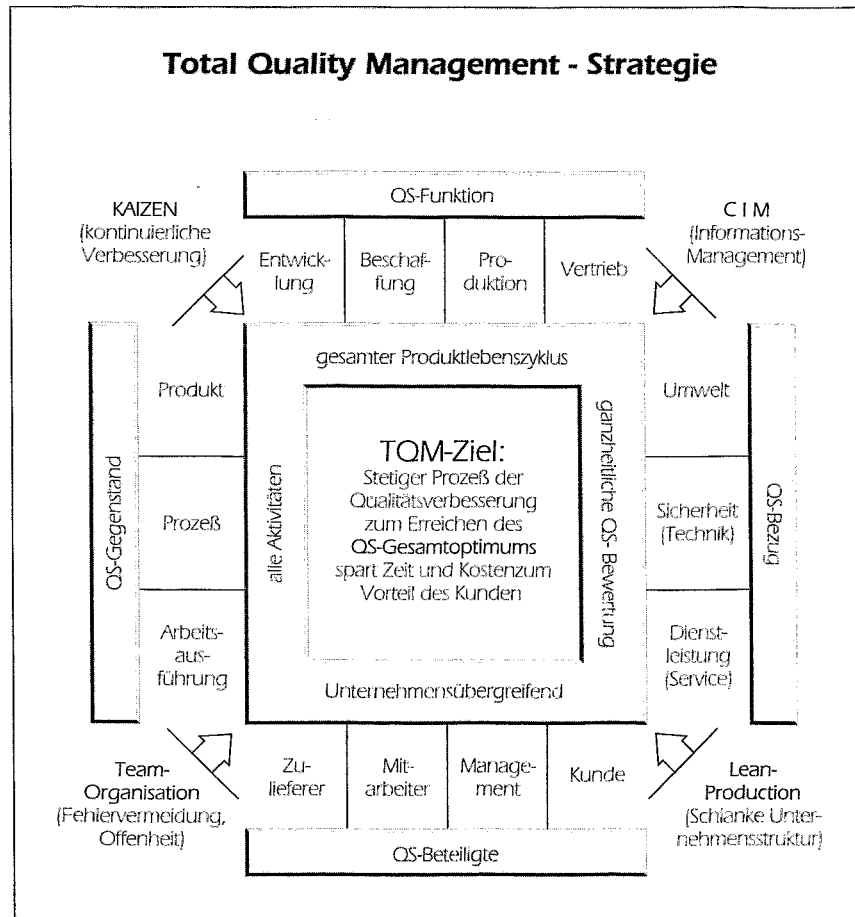 Total Quality Management - Strategie
QS-Funktion
KAIZEN
(kontinuierliche
Verbesserung)
C I M
(Informations-
Management)
Entwick-
lung
Beschaf-
fung
Pro-
duktion
Vertrieb
gesamter Produktlebenszyklus
QS-Gegenstand
Produkt
Prozeß
Arbeits-
aus-
führung
alle Aktivitäten
TQM-Ziel:
Stetiger Prozeß der
Qualitätsverbesserung
zum Erreichen des
QS-Gesamtoptimums
spart Zeit und Kostenzum
Vorteil des Kunden
ganzheitliche QS- Bewertung
Umwelt
Sicherheit
(Technik)
Dienst-
leistung
(Service)
QS-Bezug
Unternehmensübergreifend
Team-
Organisation
(Fehlervermeidung,
Offenheit)
Zu-
lieferer
Mit-
arbeiter
Manage-
ment
Kunde
Lean-
Production
(Schlanke Unter-
nehmensstruktur)
QS-Beteiligte